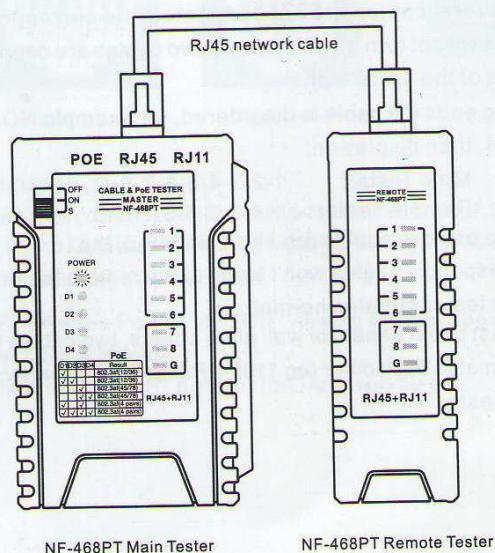 RJ45 network cable
POE RJ45 RJ11
OFF
ON
S
CABLE & PoE TESTER
MASTER
NF-468PT
POWER
D1
D2
D3
D4
PoE
D1 D2 D3 D4 Result
√ 802.3af(12/36)
√ √ 802.3at(12/36)
√ 802.3af(45/78)
√ √ 802.3at(45/78)
√ √ 802.3af(4 pairs)
√ √ √ √ 802.3at(4 pairs)
1
2
3
4
5
6
7
8
G
RJ45+RJ11
REMOTE
NF-468PT
1
2
3
4
5
6
7
8
G
RJ45+RJ11
NF-468PT Main Tester
NF-468PT Remote Tester